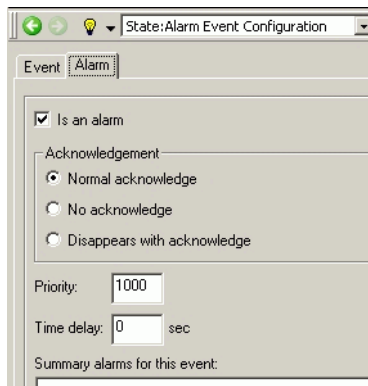 State:Alarm Event Configuration
Event Alarm
Is an alarm
Acknowledgement
Normal acknowledge
No acknowledge
Disappears with acknowledge
Priority: 1000
Time delay: 0 sec
Summary alarms for this event: